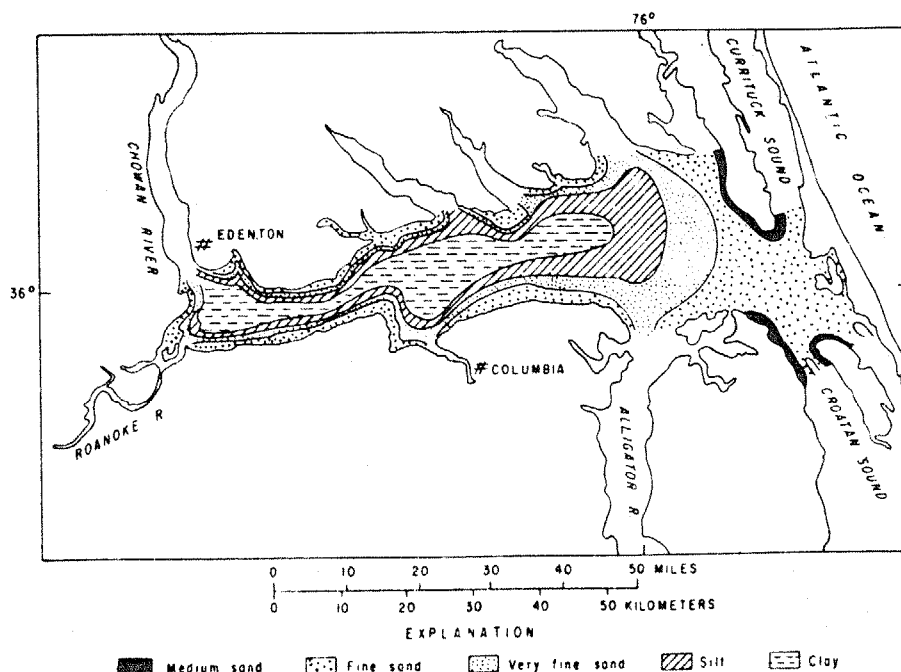 76°
CURRITUCK SOUND
ATLANTIC OCEAN
CHOWAN RIVER
# EDENTON
36°
# COLUMBIA
ROANOKE R
ALLIGATOR R
CROATAN SOUND
0 10 20 30 40 50 MILES
0 10 20 30 40 50 KILOMETERS
EXPLANATION
Medium sand Fine sand Very fine sand Silt Clay